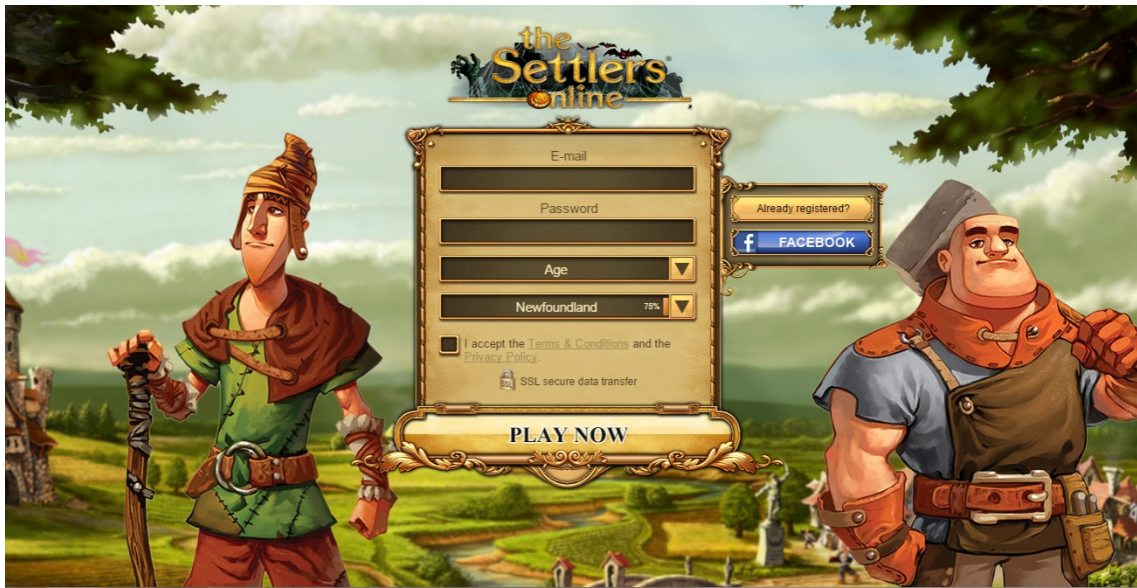 the
Settlers
Online
E-mail
Password
Already registered?
f FACEBOOK
Age
Newfoundland 75%
I accept the Terms & Conditions and the
Privacy Policy.
SSL secure data transfer
PLAY NOW